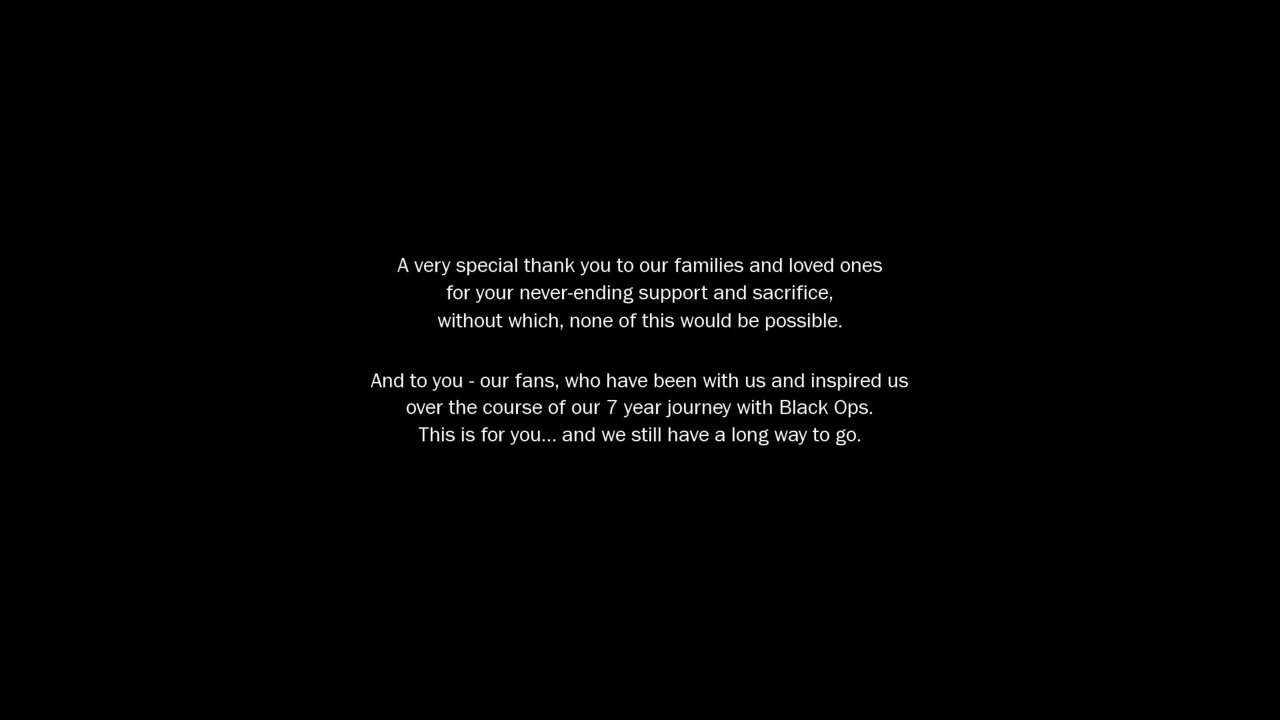 A very special thank you to our families and loved ones
for your never-ending support and sacrifice,
without which, none of this would be possible.
And to you - our fans, who have been with us and inspired us
over the course of our 7 year journey with Black Ops.
This is for you... and we still have a long way to go.